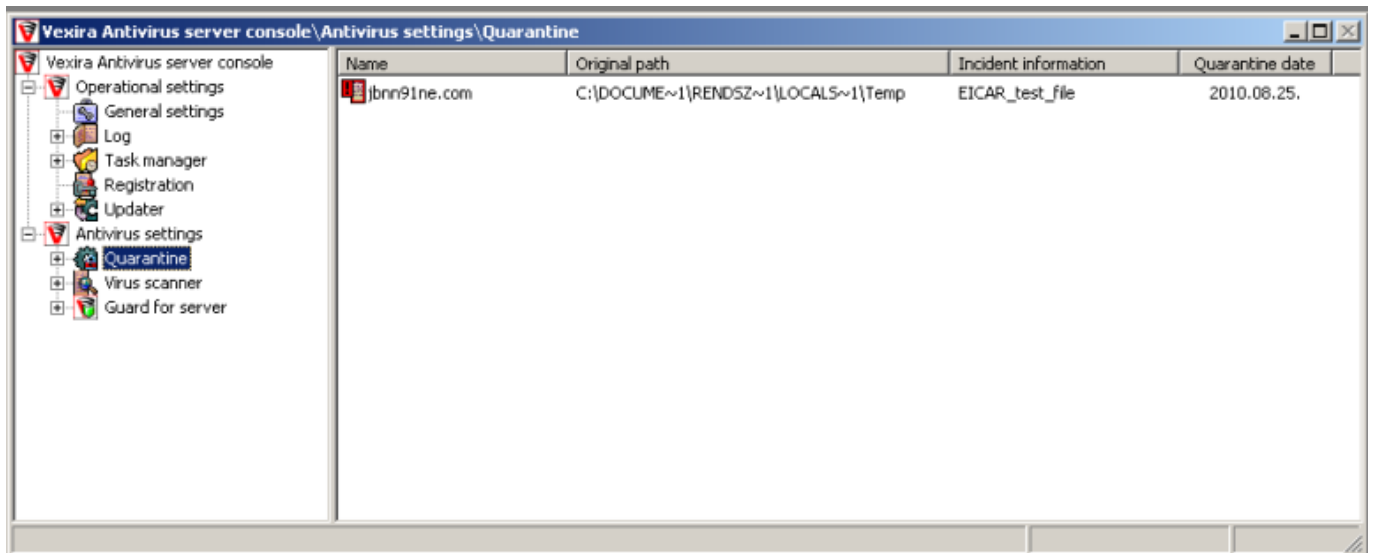 Vexira Antivirus server console\Antivirus settings\Quarantine
Vexira Antivirus server console
Operational settings
General settings
Log
Task manager
Registration
Updater
Antivirus settings
Quarantine
Virus scanner
Guard for server
Name Original path Incident information Quarantine date
jbnn91ne.com C:\DOCUME~1\RENDSZ~1\LOCALS~1\Temp EICAR_test_file 2010.08.25.